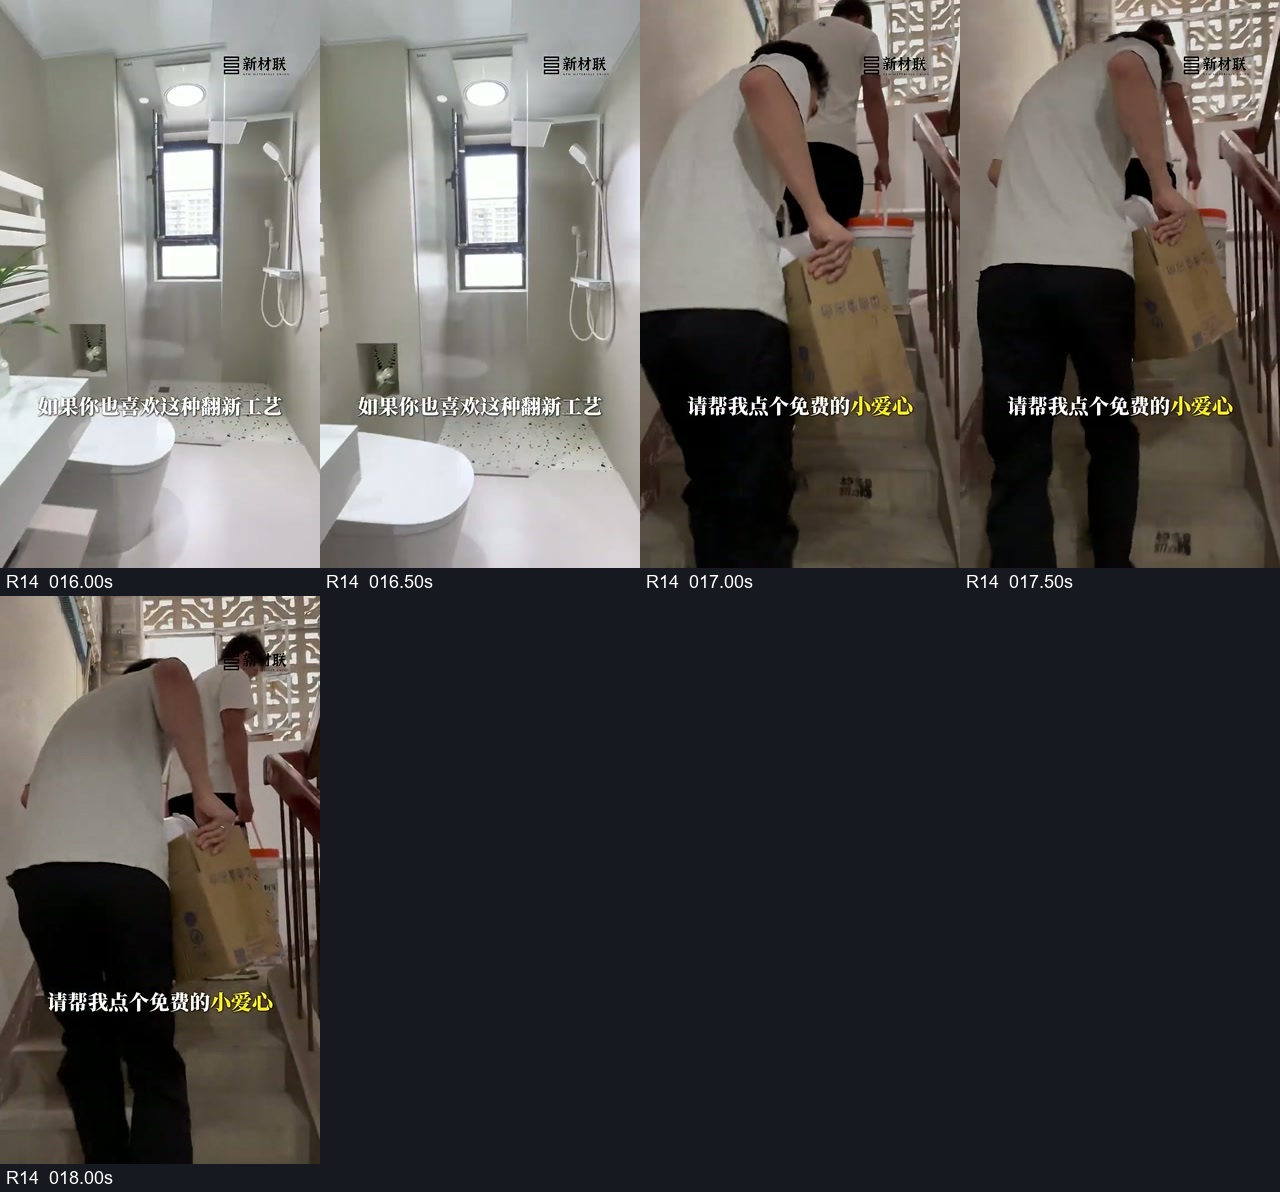 新材联
如果你也喜欢这种翻新工艺
R14 016.00s
新材联
如果你也喜欢这种翻新工艺
R14 016.50s
新材联
请帮我点个免费的小爱心
R14 017.00s
新材联
请帮我点个免费的小爱心
R14 017.50s
新材联
请帮我点个免费的小爱心
R14 018.00s